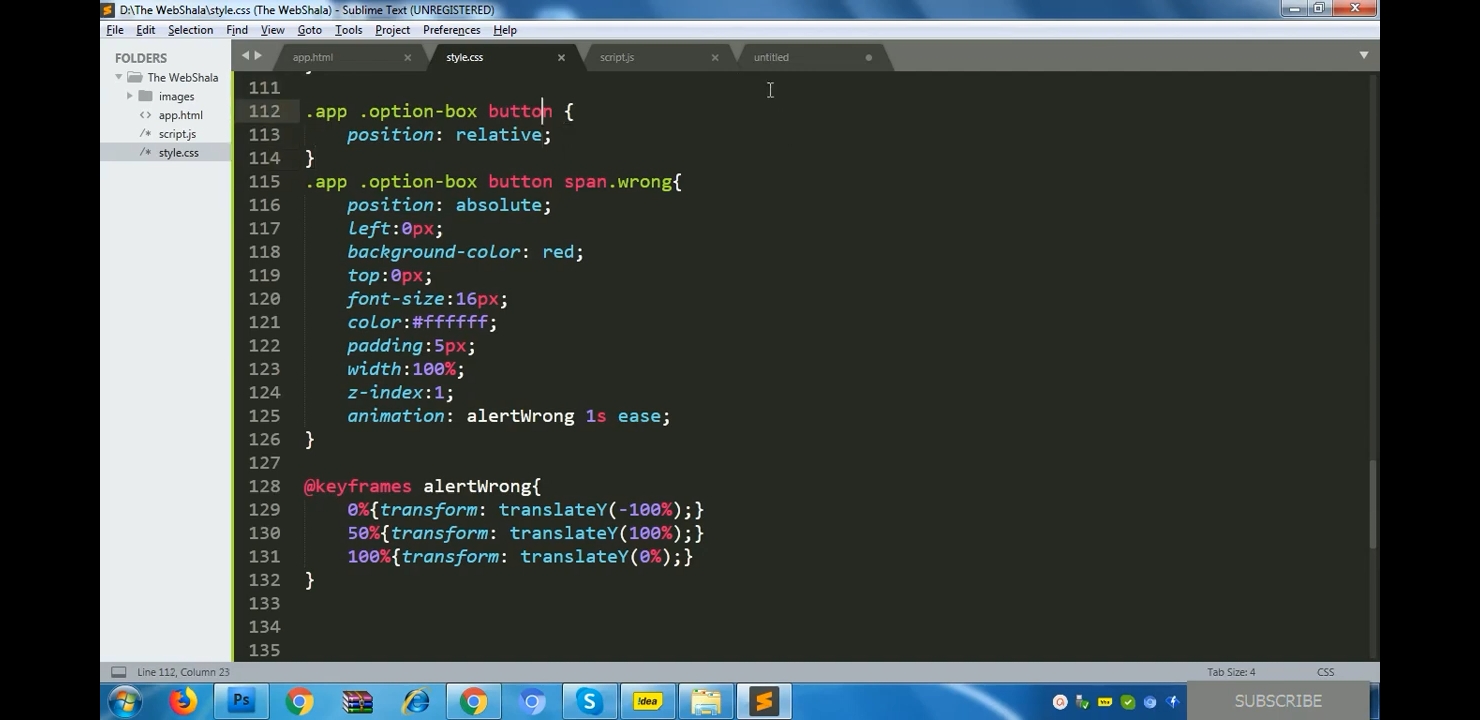 D:\The WebShala\style.css (The WebShala) - Sublime Text (UNREGISTERED)
File Edit Selection Find View Goto Tools Project Preferences Help
FOLDERS
The WebShala
images
<> app.html
/* script.js
/* style.css
app.html style.css script.js untitled
111
112 .app .option-box button {
113 position: relative;
114 }
115 .app .option-box button span.wrong{
116 position: absolute;
117 left:0px;
118 background-color: red;
119 top:0px;
120 font-size:16px;
121 color:#ffffff;
122 padding:5px;
123 width:100%;
124 z-index:1;
125 animation: alertWrong 1s ease;
126 }
127
128 @keyframes alertWrong{
129 0%{transform: translateY(-100%);}
130 50%{transform: translateY(100%);}
131 100%{transform: translateY(0%);}
132 }
133
134
135
Line 112, Column 23 Tab Size: 4 CSS
Ps !dea SUBSCRIBE